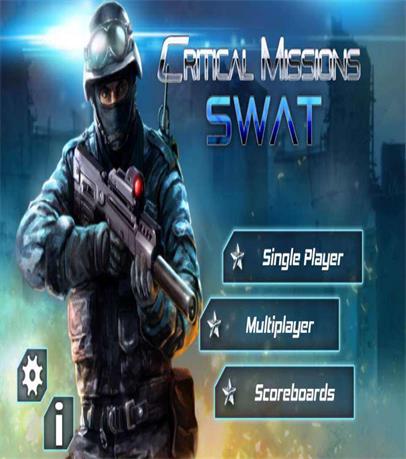 CRITICAL MISSIONS
SWAT
Single Player
Multiplayer
Scoreboards
i